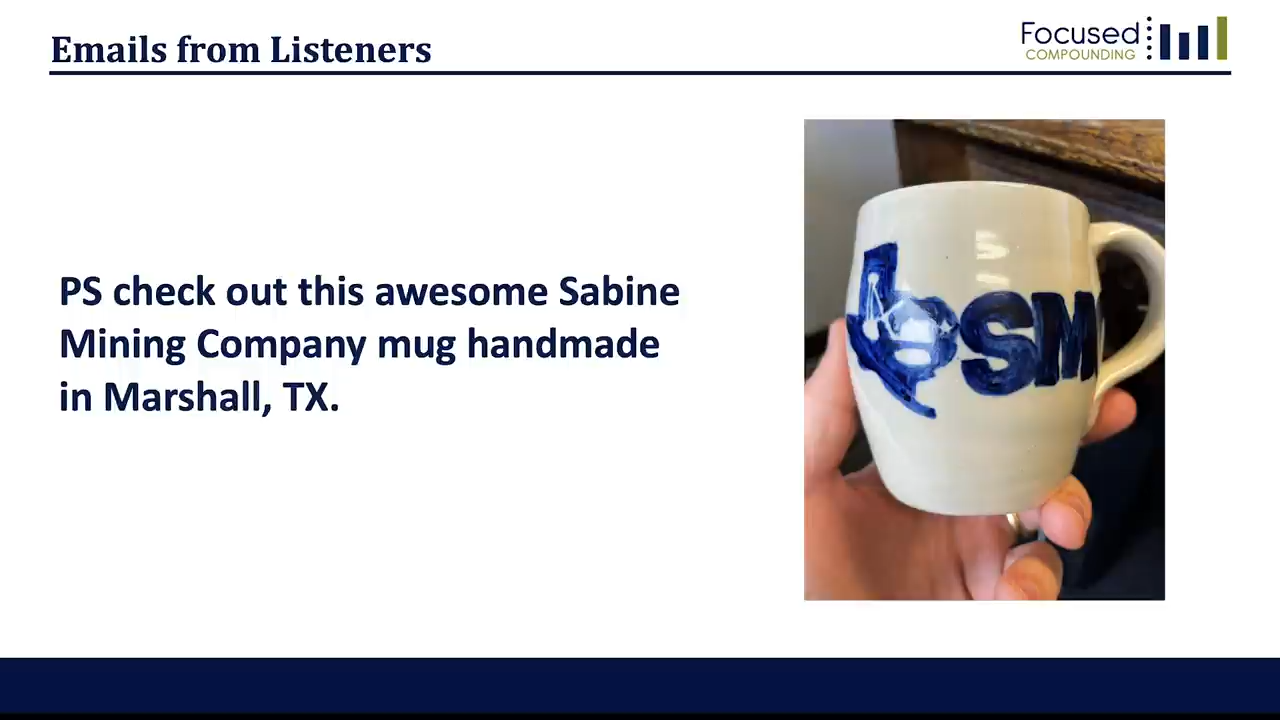 Emails from Listeners
Focused
COMPOUNDING
PS check out this awesome Sabine
Mining Company mug handmade
in Marshall, TX.
SM